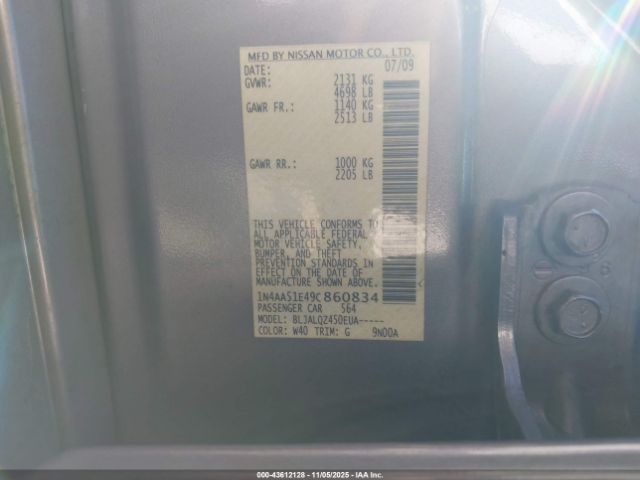 MFD BY NISSAN MOTOR CO., LTD.
DATE: 07/09
GVWR: 2131 KG
4698 LB
GAWR FR.: 1140 KG
2513 LB
GAWR RR.: 1000 KG
2205 LB
THIS VEHICLE CONFORMS TO
ALL APPLICABLE FEDERAL
MOTOR VEHICLE SAFETY,
BUMPER, AND THEFT
PREVENTION STANDARDS IN
EFFECT ON THE DATE OF
MANUFACTURE SHOWN ABOVE.
1N4AA51E49C860834
PASSENGER CAR 564
BLJALQZ450EUA-----
COLOR: W40 TRIM: G 9N00A
000-43612128 - 11/05/2025 - IAA Inc.